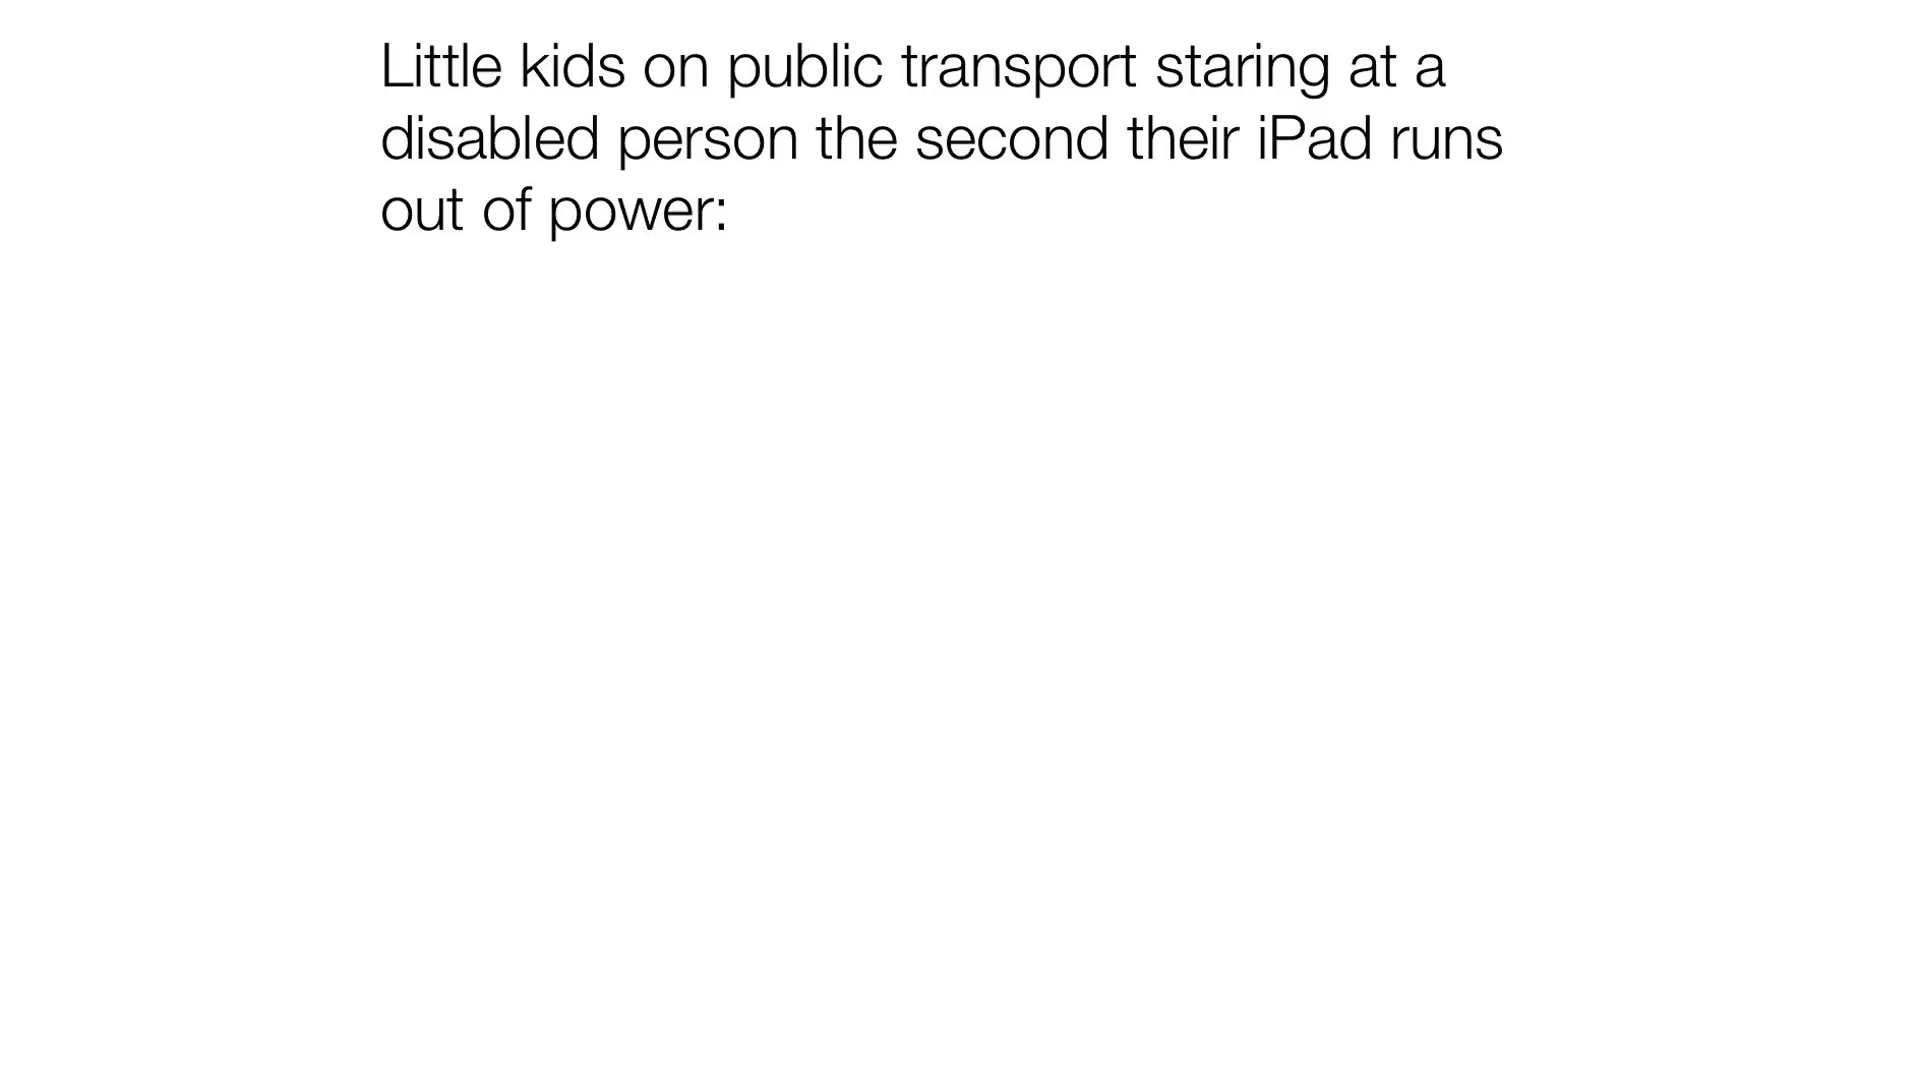 Little kids on public transport staring at a
disabled person the second their iPad runs
out of power: